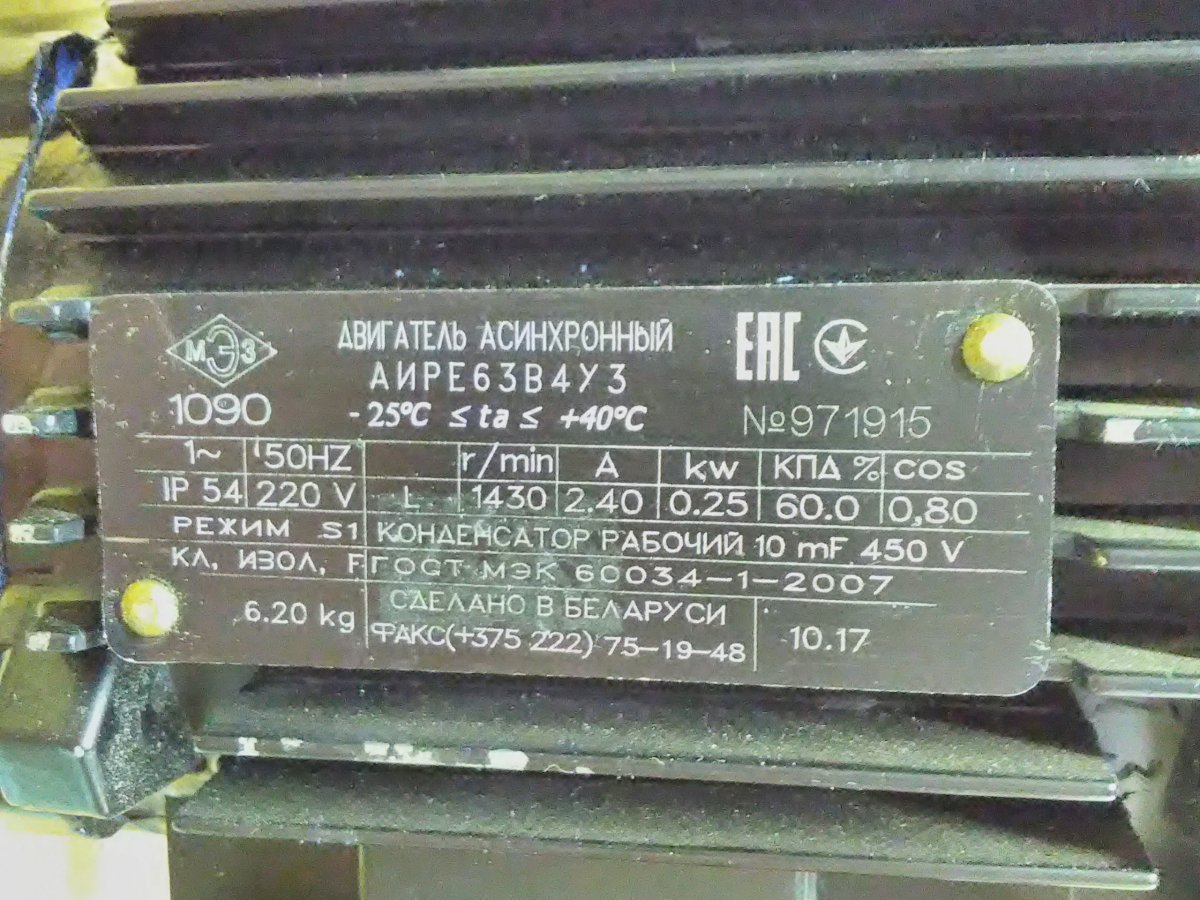 МЭЗ
ДВИГАТЕЛЬ АСИНХРОННЫЙ
АИРЕ63В4У3
EAC
1090
-25°C ≤ ta ≤ +40°C
№971915
1~ 50HZ r/min A kw КПД % cos
IP 54 220 V L 1430 2.40 0.25 60.0 0,80
РЕЖИМ S1 КОНДЕНСАТОР РАБОЧИЙ 10 mF 450 V
КЛ, ИЗОЛ, F ГОСТ МЭК 60034-1-2007
6.20 kg СДЕЛАНО В БЕЛАРУСИ 10.17
ФАКС(+375 222) 75-19-48